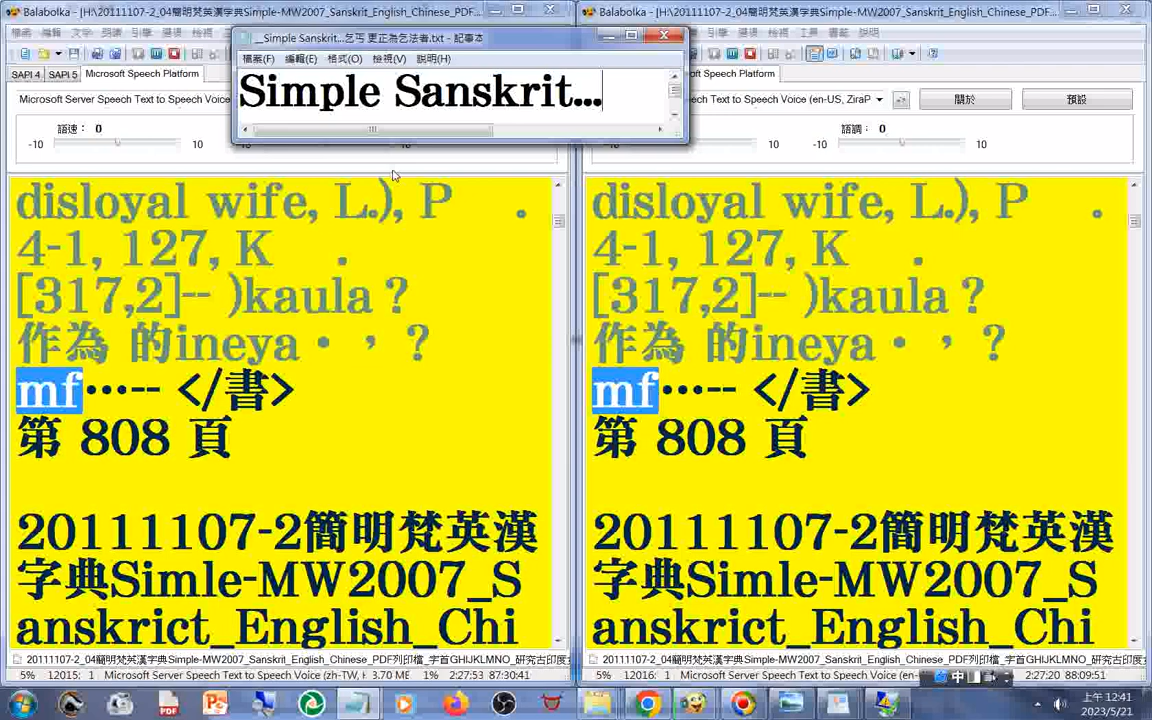 Balabolka - [H:\20111107-2_04簡明梵英漢字典Simple-MW2007_Sanskrit_English_Chinese_PDF...
Balabolka - [H:\20111107-2_04簡明梵英漢字典Simple-MW2007_Sanskrit_English_Chinese_PDF...
__Simple Sanskrit...乞丐 更正為乞法者.txt - 記事本
檔案(F) 編輯(E) 格式(O) 檢視(V) 說明(H)
Simple Sanskrit...
SAPI 4 SAPI 5 Microsoft Speech Platform
Microsoft Speech Platform
Microsoft Server Speech Text to Speech Voice
Text to Speech Voice (en-US, ZiraP
關於
預設
語速： 0
-10 10
語調： 0
-10 10
10
disloyal wife, L.), P .
4-1, 127, K .
[317,2]-- )kaula？
作為 的ineya‧，？
mf…-- </書>
第 808 頁
20111107-2簡明梵英漢
字典Simle-MW2007_S
anskrict_English_Chi
disloyal wife, L.), P .
4-1, 127, K .
[317,2]-- )kaula？
作為 的ineya‧，？
mf…-- </書>
第 808 頁
20111107-2簡明梵英漢
字典Simle-MW2007_S
anskrict_English_Chi
20111107-2_04簡明梵英漢字典Simple-MW2007_Sanskrit_English_Chinese_PDF列印檔_字首GHIJKLMNO_研究古印度
20111107-2_04簡明梵英漢字典Simple-MW2007_Sanskrit_English_Chinese_PDF列印檔_字首GHIJKLMNO_研究古印度
5% 12015: 1 Microsoft Server Speech Text to Speech Voice (zh-TW, 3.70 ME 1% 2:27:53 87:30:41
5% 12016: 1 Microsoft Server Speech Text to Speech 2:27:20 88:09:51
中
上午 12:41
2023/5/21